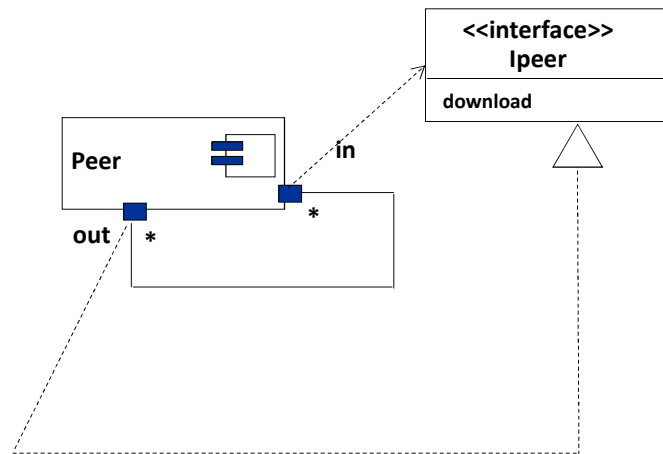 <<interface>>
Ipeer
download
Peer
in
out
*
*